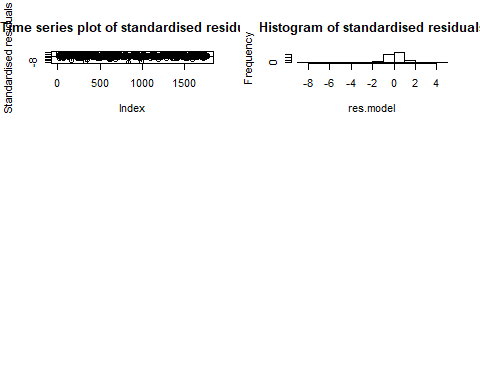 Time series plot of standardised resid
Histogram of standardised residuals
Standardised residuals
-8
0 500 1000 1500
Index
Frequency
0
-8 -6 -4 -2 0 2 4
res.model